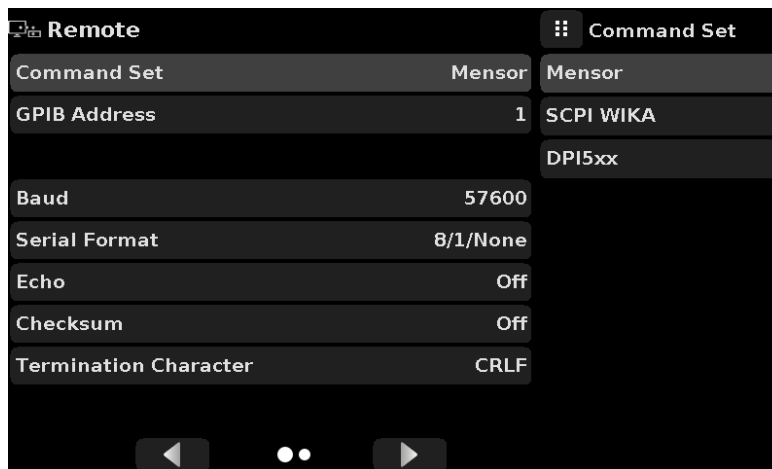 Remote
Command Set Mensor
GPIB Address 1
Baud 57600
Serial Format 8/1/None
Echo Off
Checksum Off
Termination Character CRLF
Command Set
Mensor
SCPI WIKA
DPI5xx